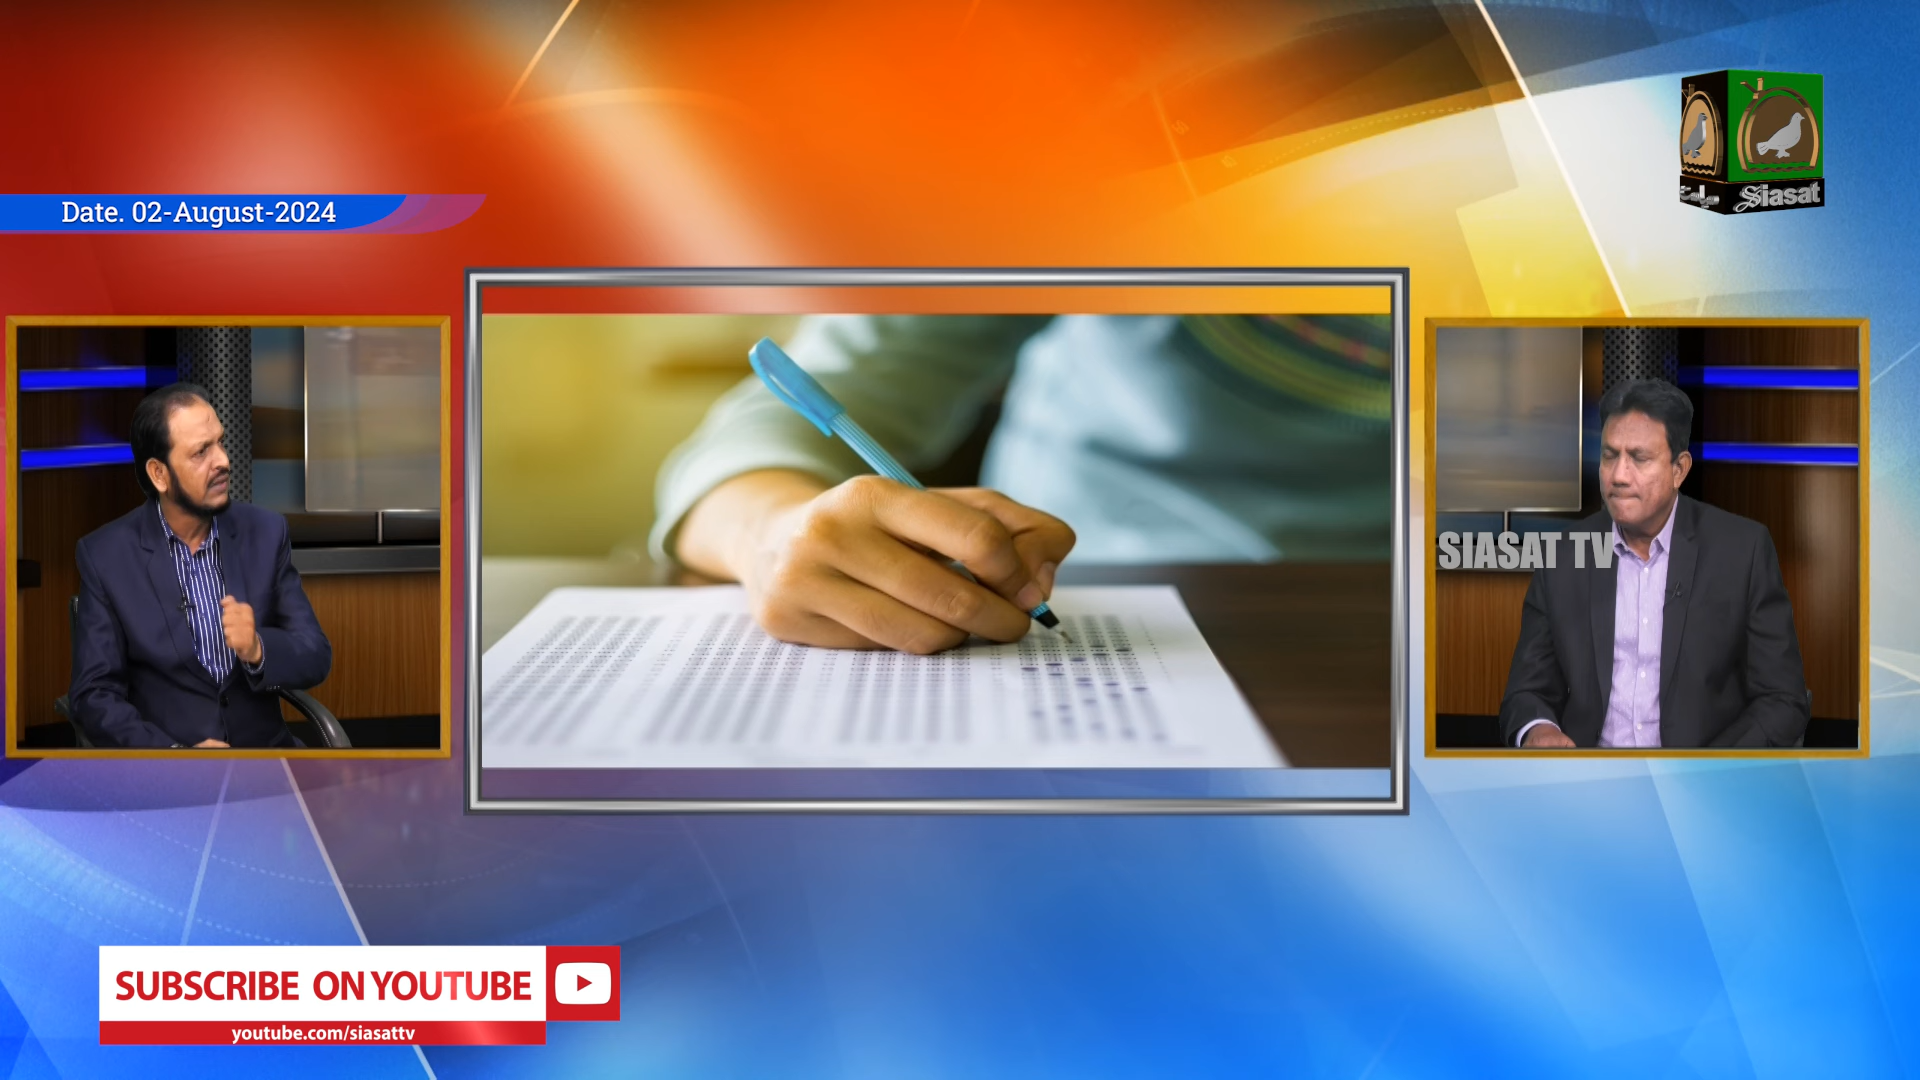 Date. 02-August-2024
Siasat
SIASAT TV
SUBSCRIBE ON YOUTUBE
youtube.com/siasattv